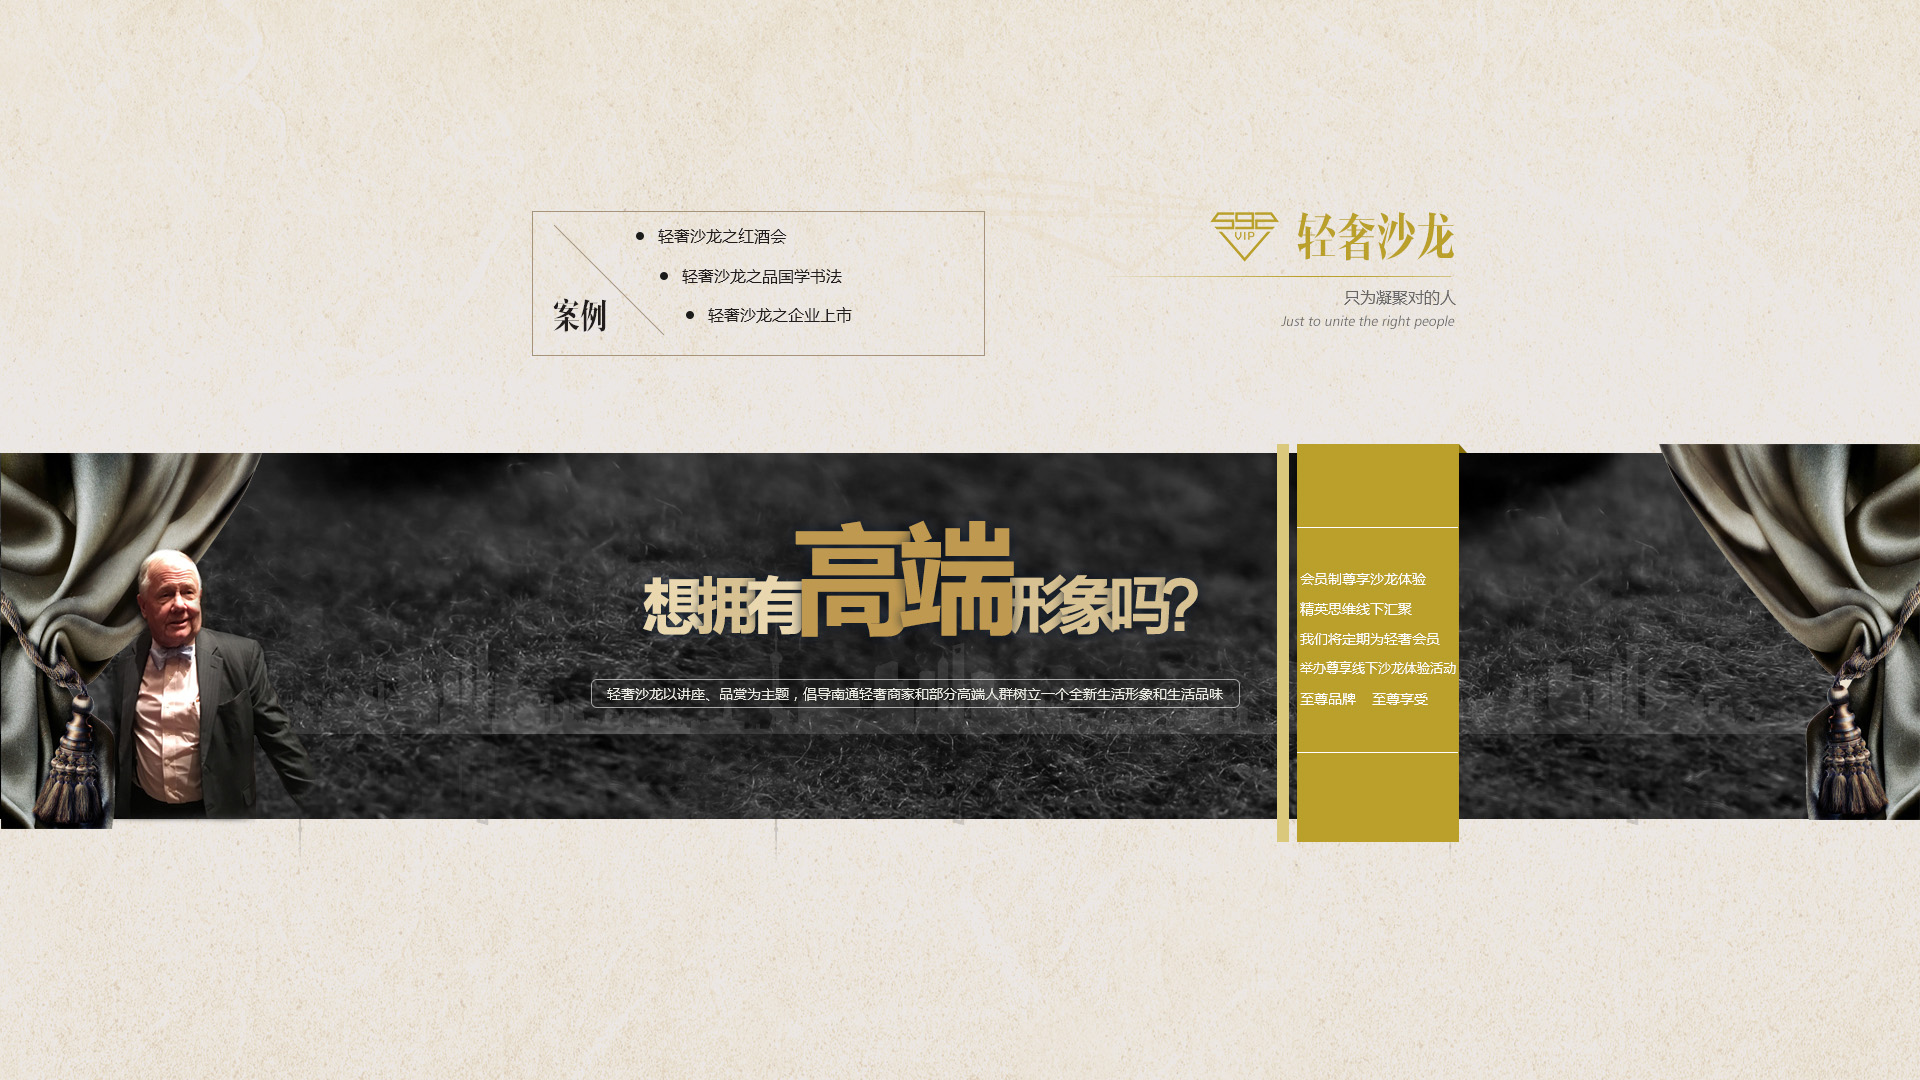 轻奢沙龙之红酒会
轻奢沙龙之品国学书法
案例
轻奢沙龙之企业上市
592
VIP
轻奢沙龙
只为凝聚对的人
Just to unite the right people
想拥有高端形象吗?
轻奢沙龙以讲座、品赏为主题，倡导南通轻奢商家和部分高端人群树立一个全新生活形象和生活品味
会员制尊享沙龙体验
精英思维线下汇聚
我们将定期为轻奢会员
举办尊享线下沙龙体验活动
至尊品牌 至尊享受